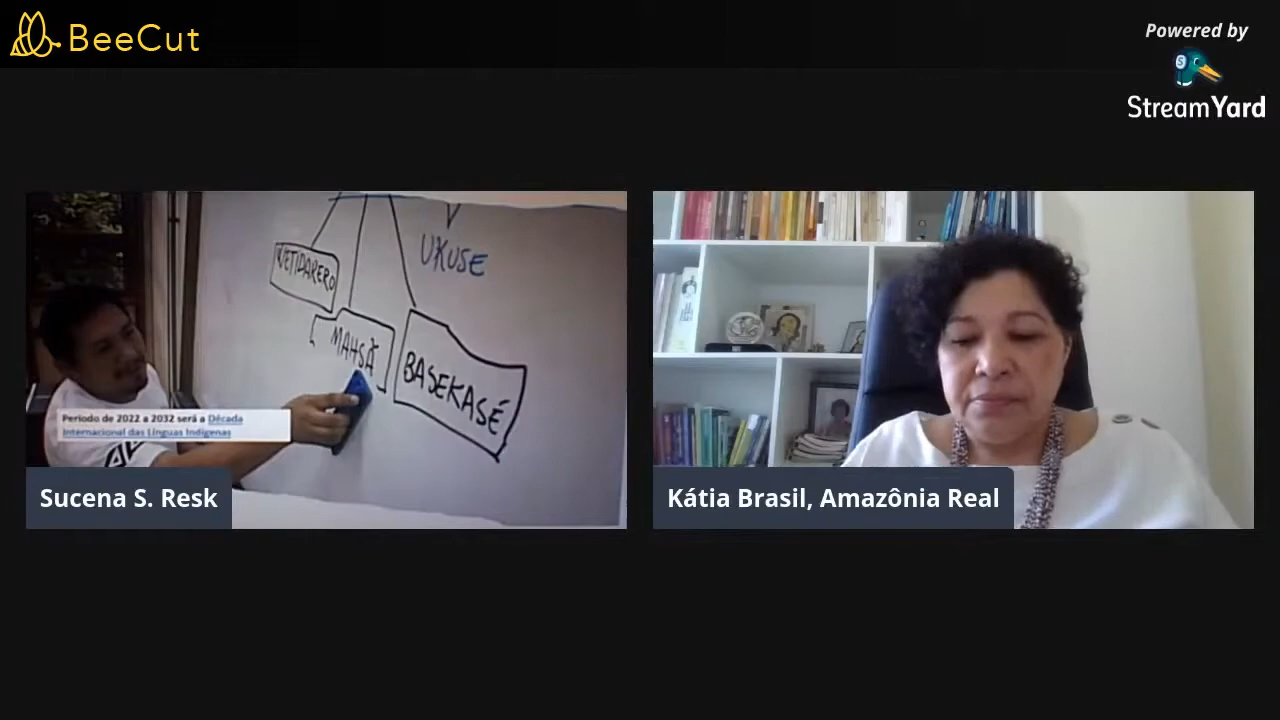 BeeCut
Powered by
StreamYard
UKUSE
WETIDARERO
MAHSÃ
BASEKASÉ
Período de 2022 a 2032 será a Década
Internacional das Línguas Indígenas
Sucena S. Resk
Kátia Brasil, Amazônia Real